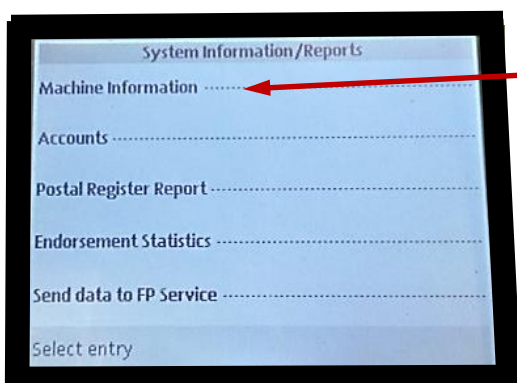 System Information/Reports
Machine Information
Accounts
Postal Register Report
Endorsement Statistics
Send data to FP Service
Select entry